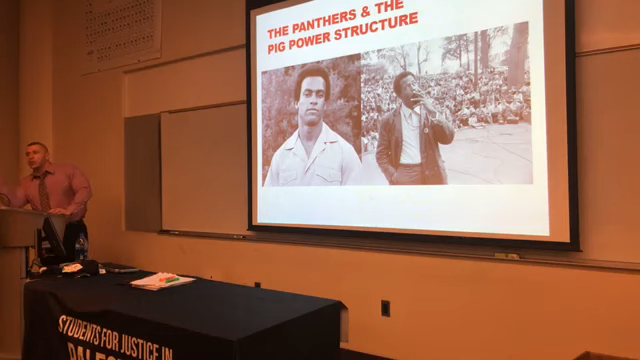 THE PANTHERS & THE
PIG POWER STRUCTURE
STUDENTS FOR JUSTICE IN